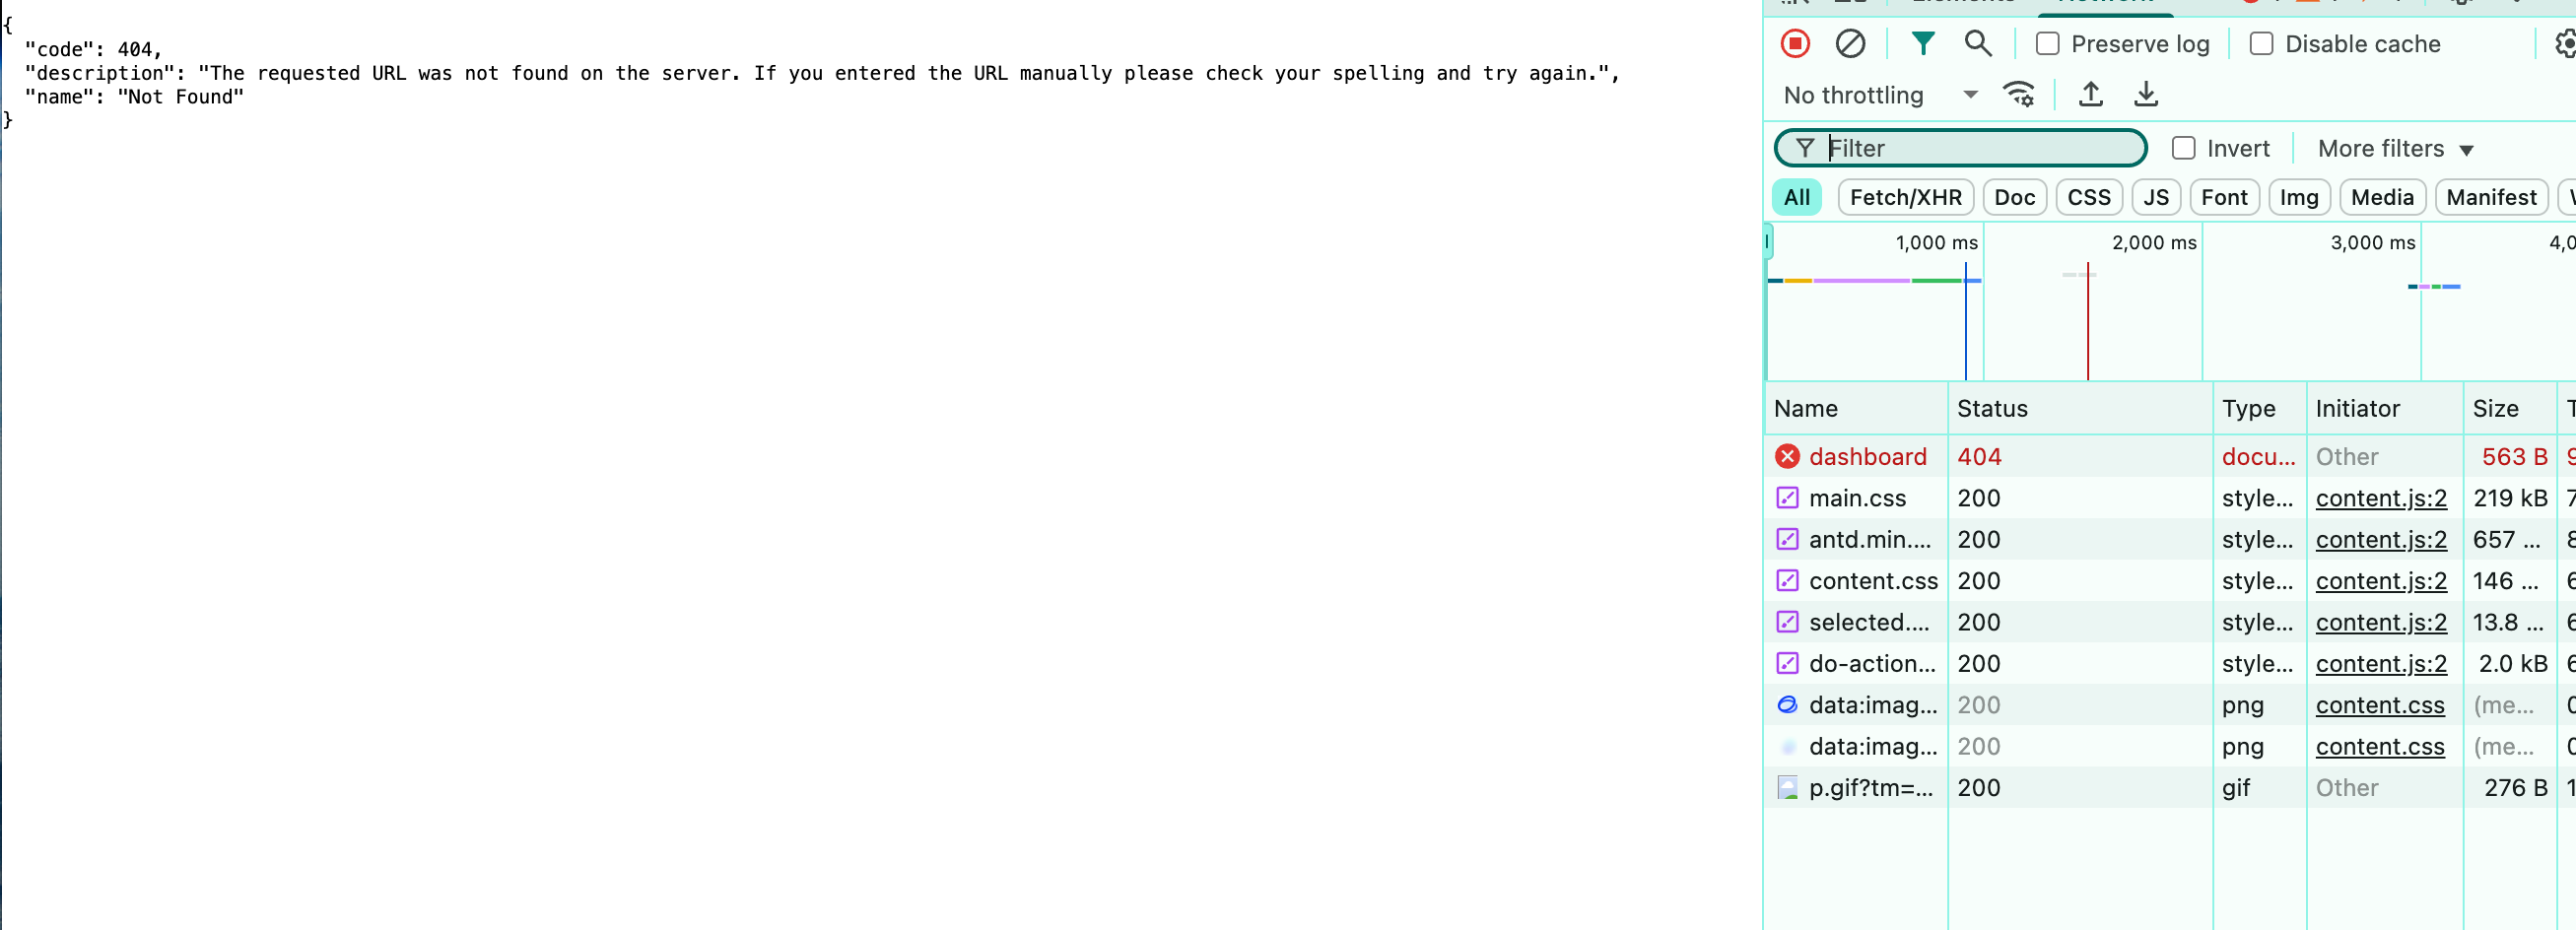 {
"code": 404,
"description": "The requested URL was not found on the server. If you entered the URL manually please check your spelling and try again.",
"name": "Not Found"
}
Preserve log
Disable cache
No throttling
Filter
Invert
More filters
All Fetch/XHR Doc CSS JS Font Img Media Manifest
1,000 ms 2,000 ms 3,000 ms
Name Status Type Initiator Size
dashboard 404 docu... Other 563 B
main.css 200 style... content.js:2 219 kB
antd.min.... 200 style... content.js:2 657 ...
content.css 200 style... content.js:2 146 ...
selected.... 200 style... content.js:2 13.8 ...
do-action... 200 style... content.js:2 2.0 kB
data:imag... 200 png content.css (me...
data:imag... 200 png content.css (me...
p.gif?tm=... 200 gif Other 276 B